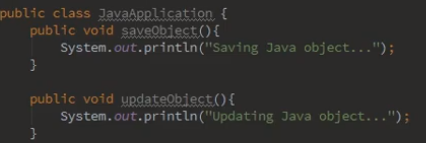 public class JavaApplication {
public void saveObject(){
System.out.println("Saving Java object...");
}
public void updateObject(){
System.out.println("Updating Java object...");
}